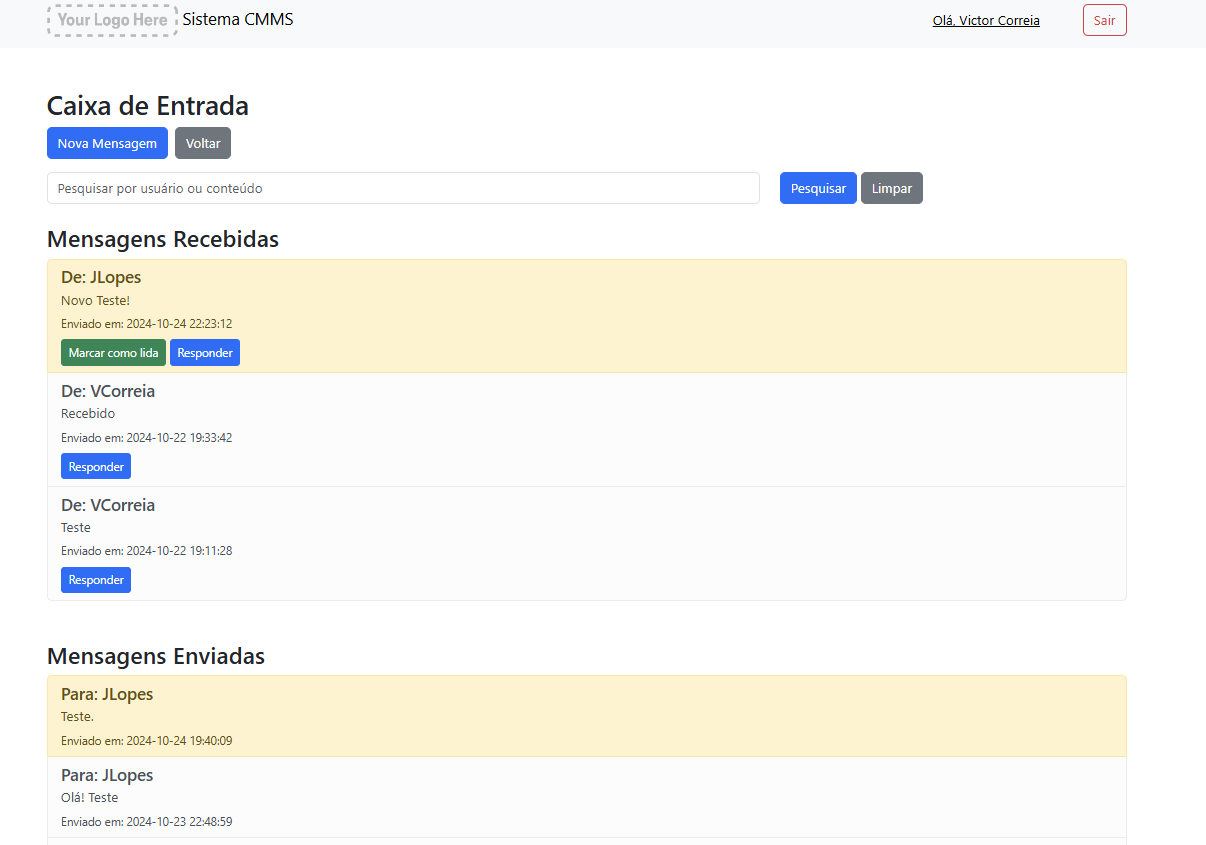 Your Logo Here Sistema CMMS Olá, Victor Correia Sair
Caixa de Entrada
Nova Mensagem Voltar
Pesquisar por usuário ou conteúdo Pesquisar Limpar
Mensagens Recebidas
De: JLopes
Novo Teste!
Enviado em: 2024-10-24 22:23:12
Marcar como lida Responder
De: VCorreia
Recebido
Enviado em: 2024-10-22 19:33:42
Responder
De: VCorreia
Teste
Enviado em: 2024-10-22 19:11:28
Responder
Mensagens Enviadas
Para: JLopes
Teste.
Enviado em: 2024-10-24 19:40:09
Para: JLopes
Olá! Teste
Enviado em: 2024-10-23 22:48:59